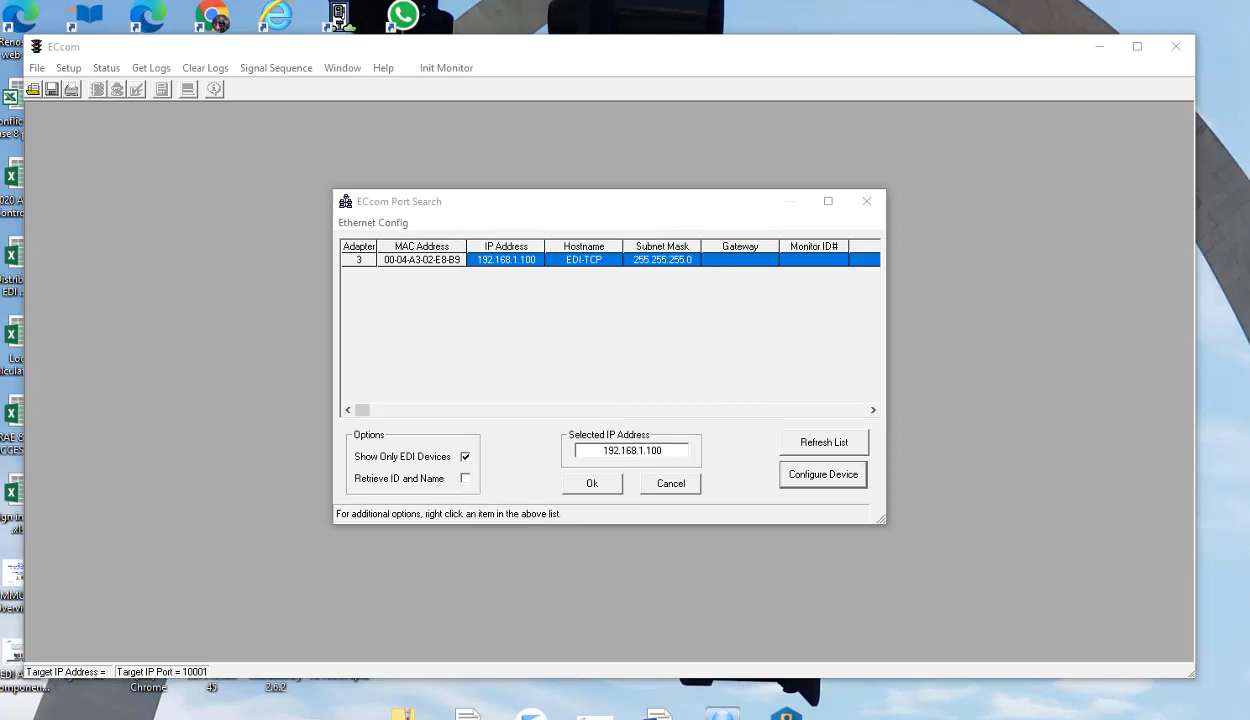 ECcom
File Setup Status Get Logs Clear Logs Signal Sequence Window Help Init Monitor
ECcom Port Search
Ethernet Config
Adapter MAC Address IP Address Hostname Subnet Mask Gateway Monitor ID#
3 00-04-A3-02-E8-B9 192.168.1.100 EDI-TCP 255.255.255.0
Options
Show Only EDI Devices
Retrieve ID and Name
Selected IP Address
192.168.1.100
Ok Cancel
Refresh List
Configure Device
For additional options, right click an item in the above list.
Target IP Address = Target IP Port = 10001
Chrome 45 2.6.2